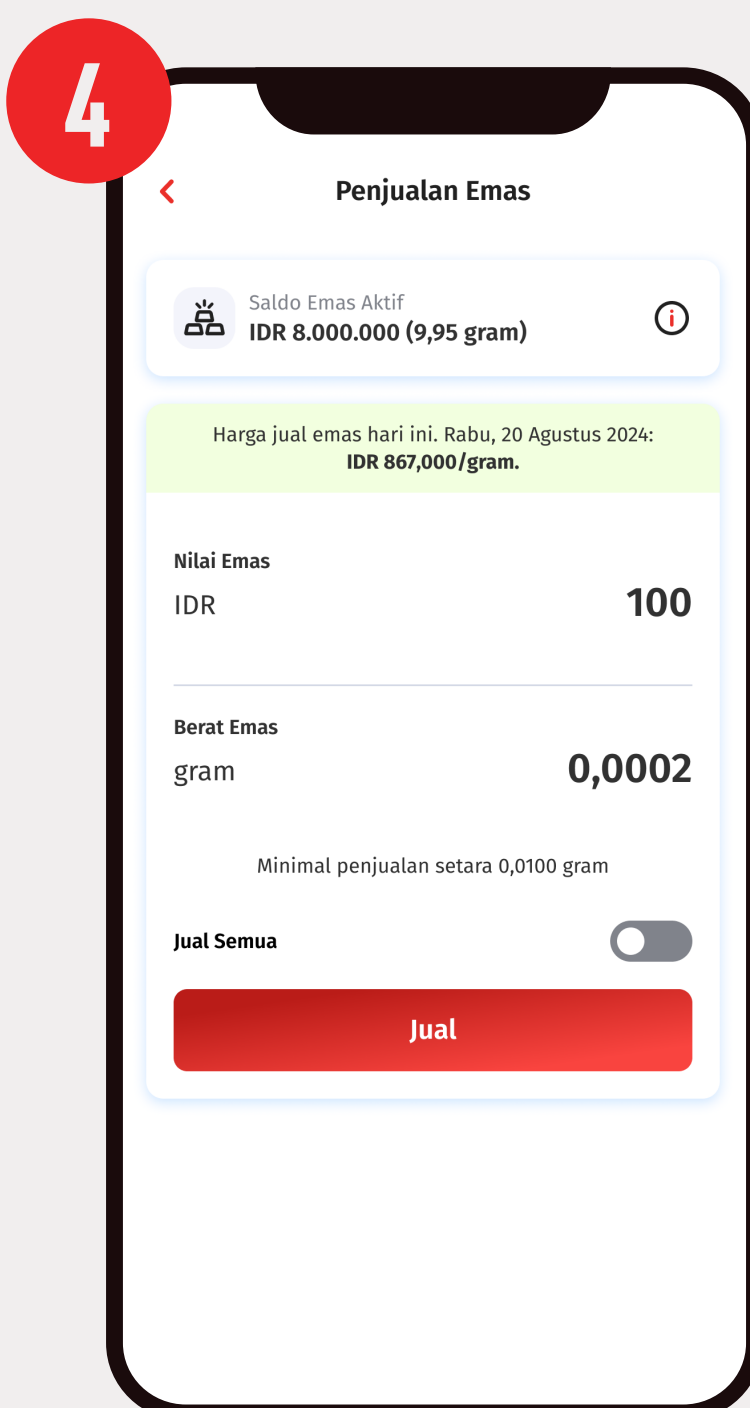 4
Penjualan Emas
Saldo Emas Aktif
IDR 8.000.000 (9,95 gram)
Harga jual emas hari ini. Rabu, 20 Agustus 2024:
IDR 867,000/gram.
Nilai Emas
IDR 100
Berat Emas
gram 0,0002
Minimal penjualan setara 0,0100 gram
Jual Semua
Jual